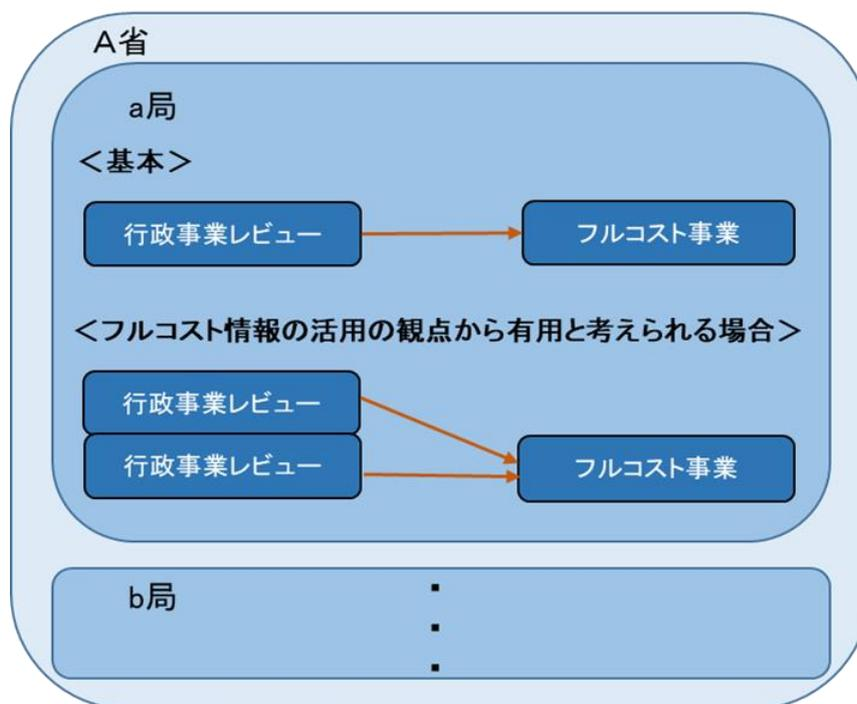 A省
a局
＜基本＞
行政事業レビュー
フルコスト事業
＜フルコスト情報の活用の観点から有用と考えられる場合＞
行政事業レビュー
行政事業レビュー
フルコスト事業
b局